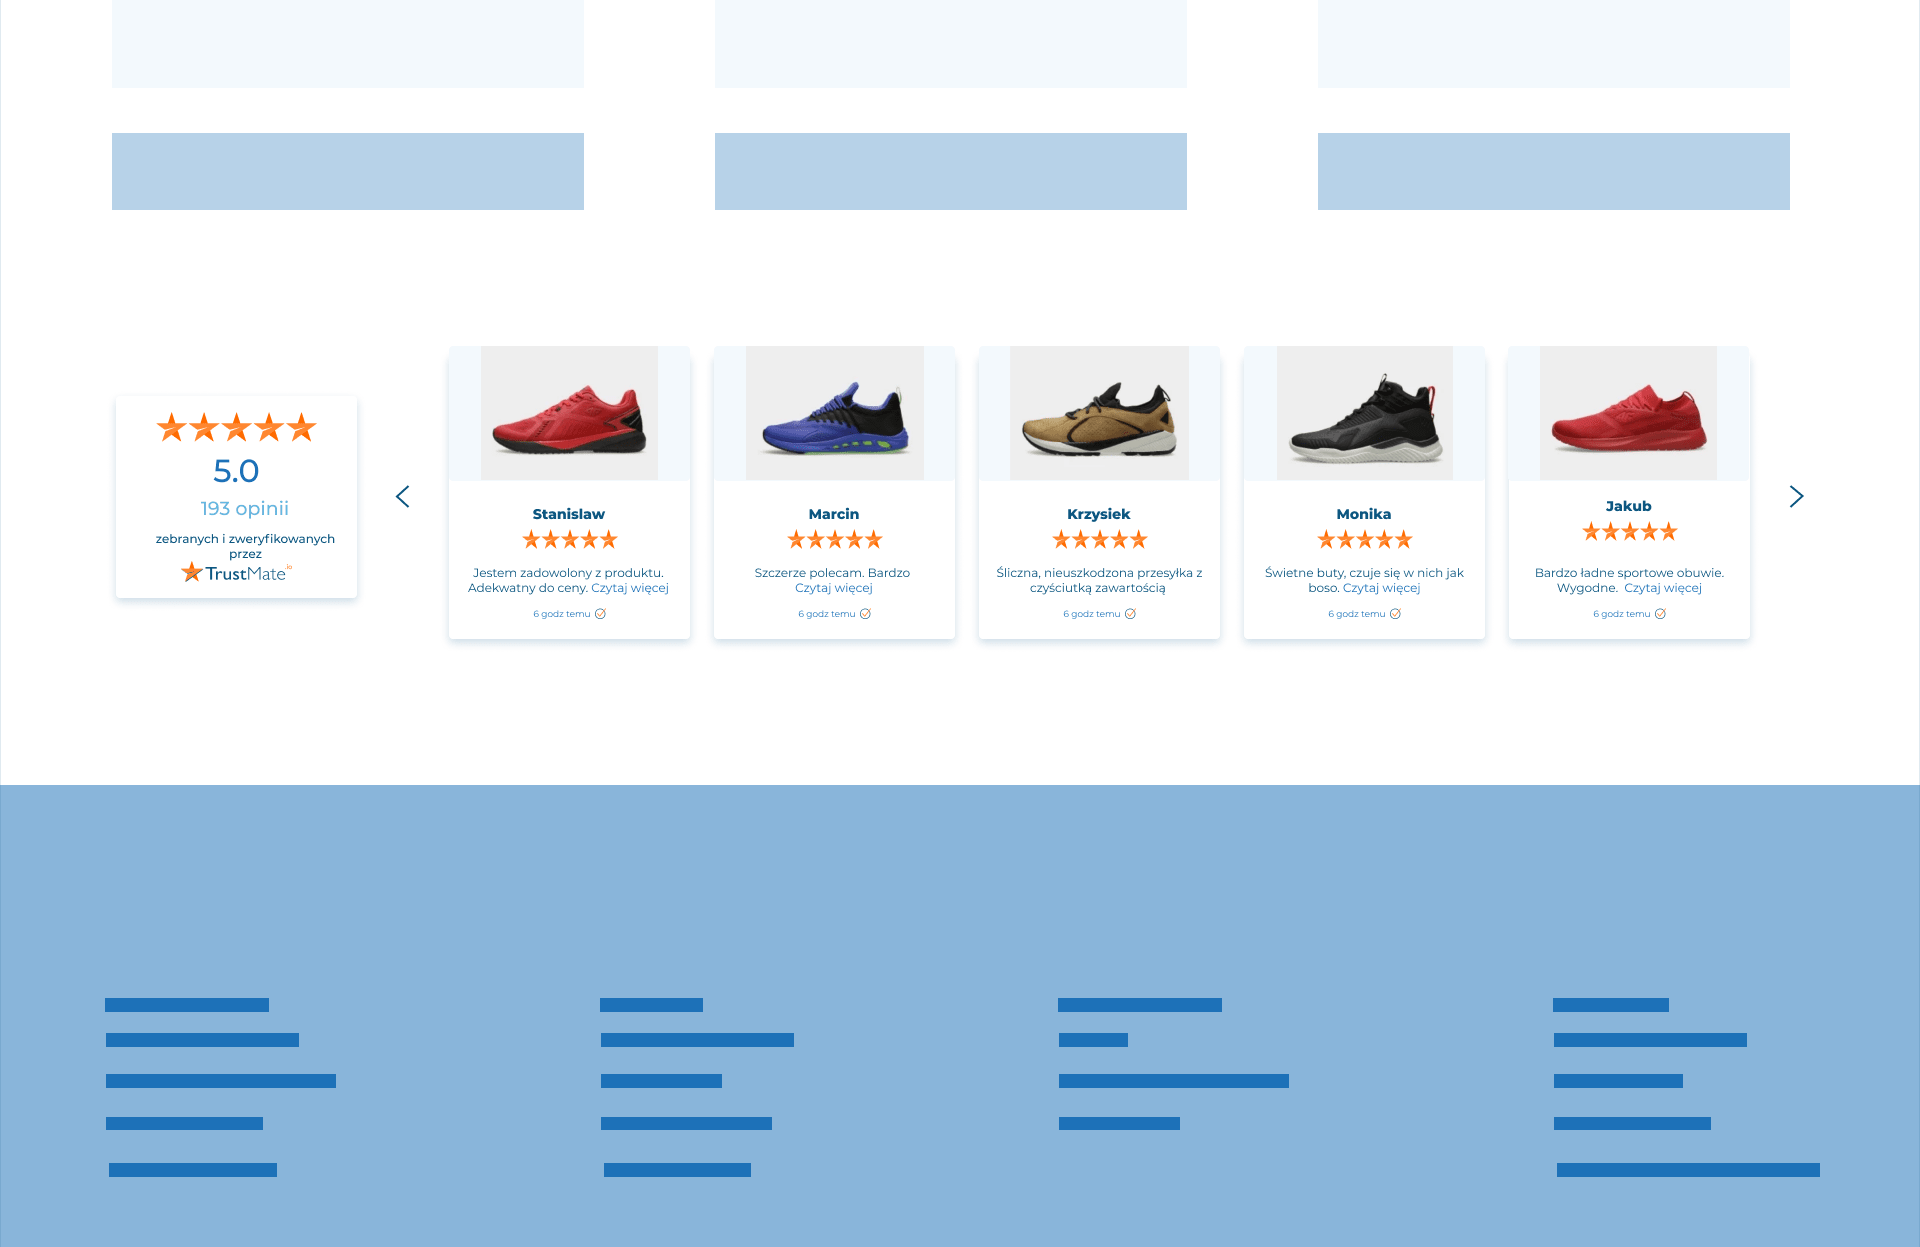 5.0
193 opinii
zebranych i zweryfikowanych
przez
TrustMate.io
Stanislaw
Jestem zadowolony z produktu.
Adekwatny do ceny. Czytaj więcej
6 godz temu
Marcin
Szczerze polecam. Bardzo
Czytaj więcej
6 godz temu
Krzysiek
Śliczna, nieuszkodzona przesyłka z
czyściutką zawartością
6 godz temu
Monika
Świetne buty, czuje się w nich jak
boso. Czytaj więcej
6 godz temu
Jakub
Bardzo ładne sportowe obuwie.
Wygodne. Czytaj więcej
6 godz temu